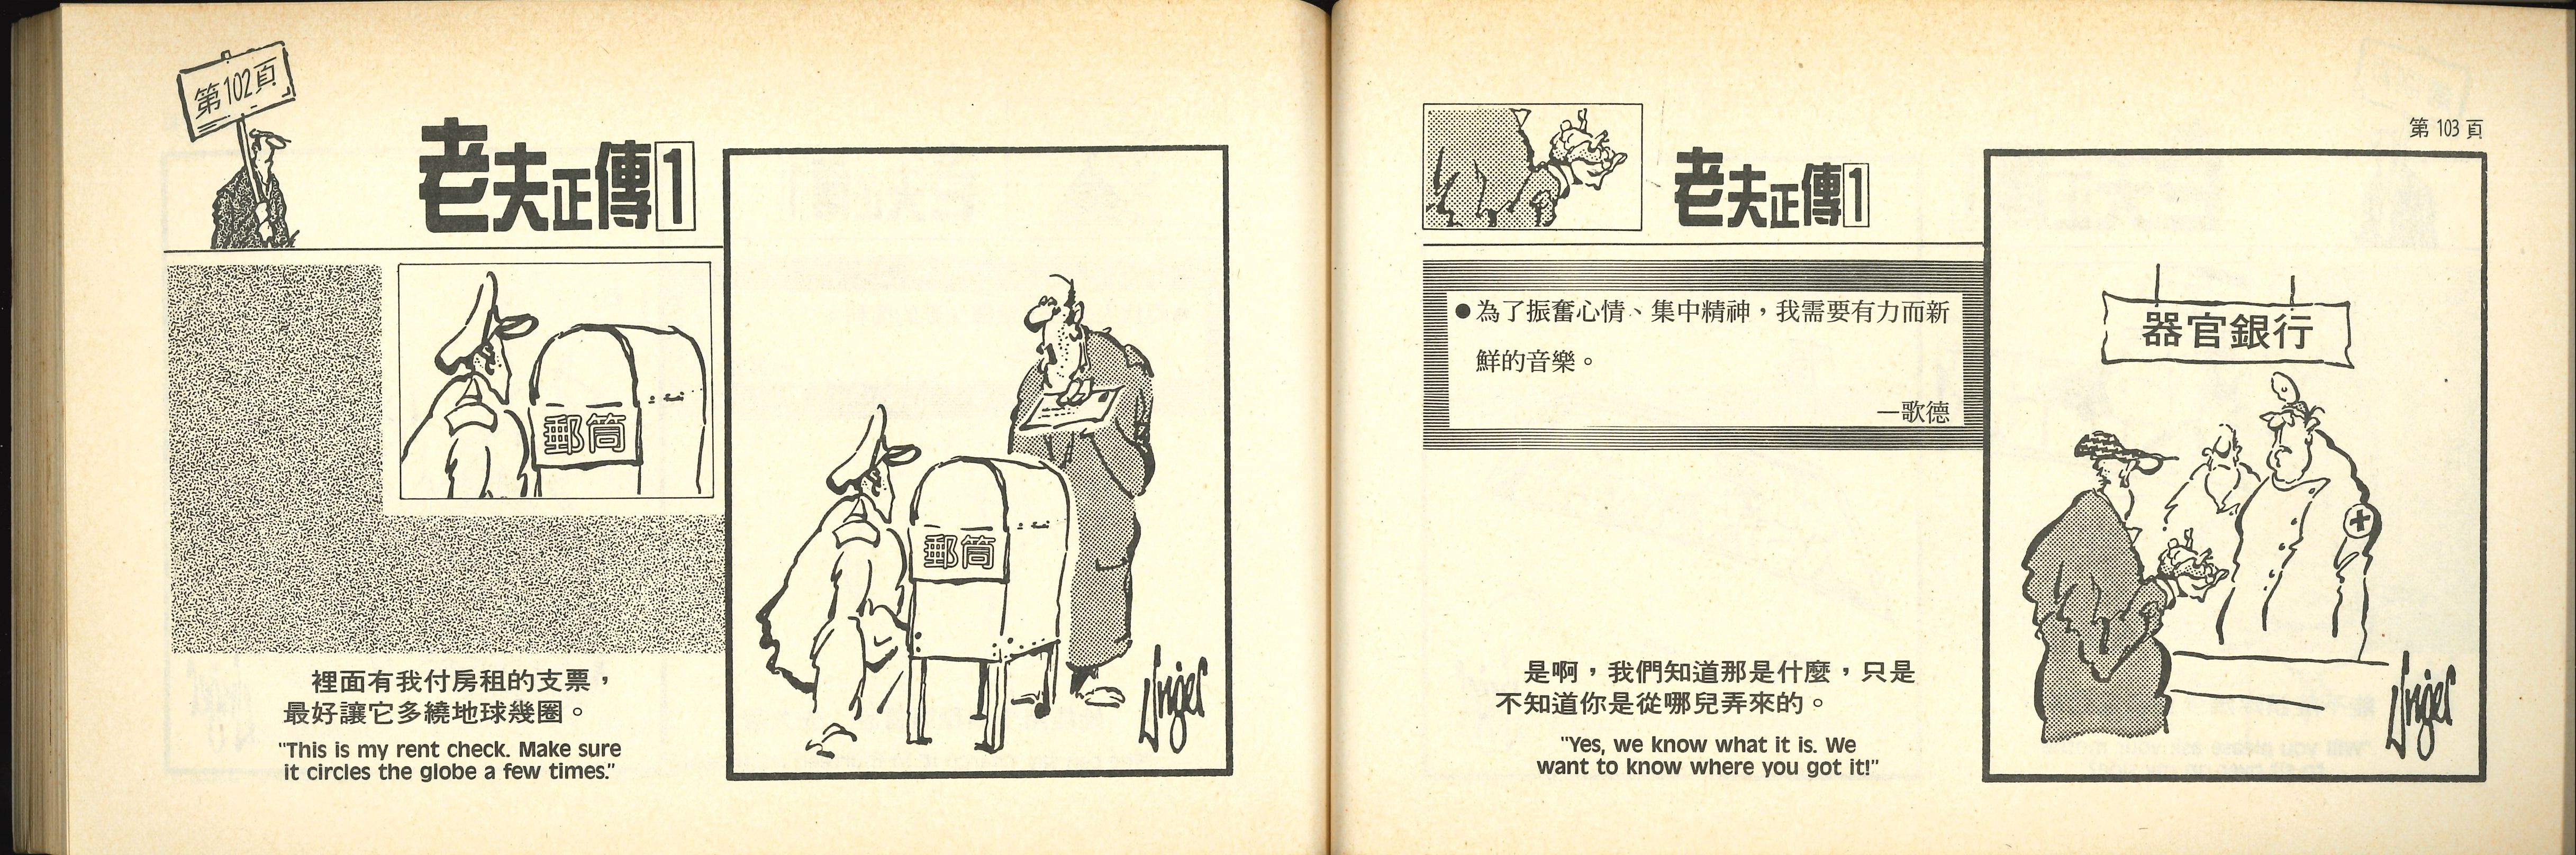 第102頁
老夫正傳1
郵筒
郵筒
裡面有我付房租的支票，
最好讓它多繞地球幾圈。
"This is my rent check. Make sure
it circles the globe a few times."
Unger
第 103 頁
老夫正傳1
●為了振奮心情、集中精神，我需要有力而新
鮮的音樂。
—歌德
器官銀行
是啊，我們知道那是什麼，只是
不知道你是從哪兒弄來的。
"Yes, we know what it is. We
want to know where you got it!"
Unger